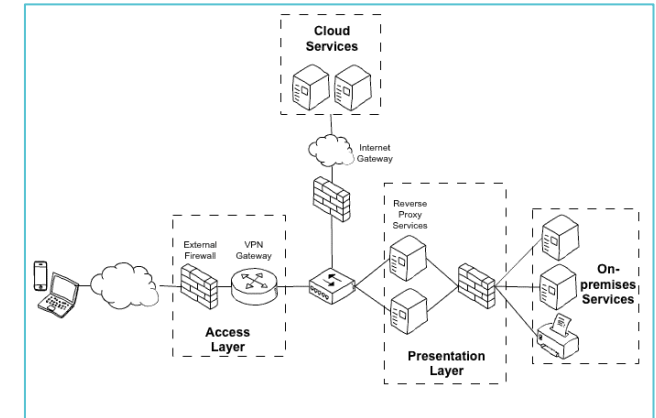 Cloud
Services
Internet
Gateway
Reverse
Proxy
Services
External
Firewall
VPN
Gateway
On-
premises
Services
Access
Layer
Presentation
Layer